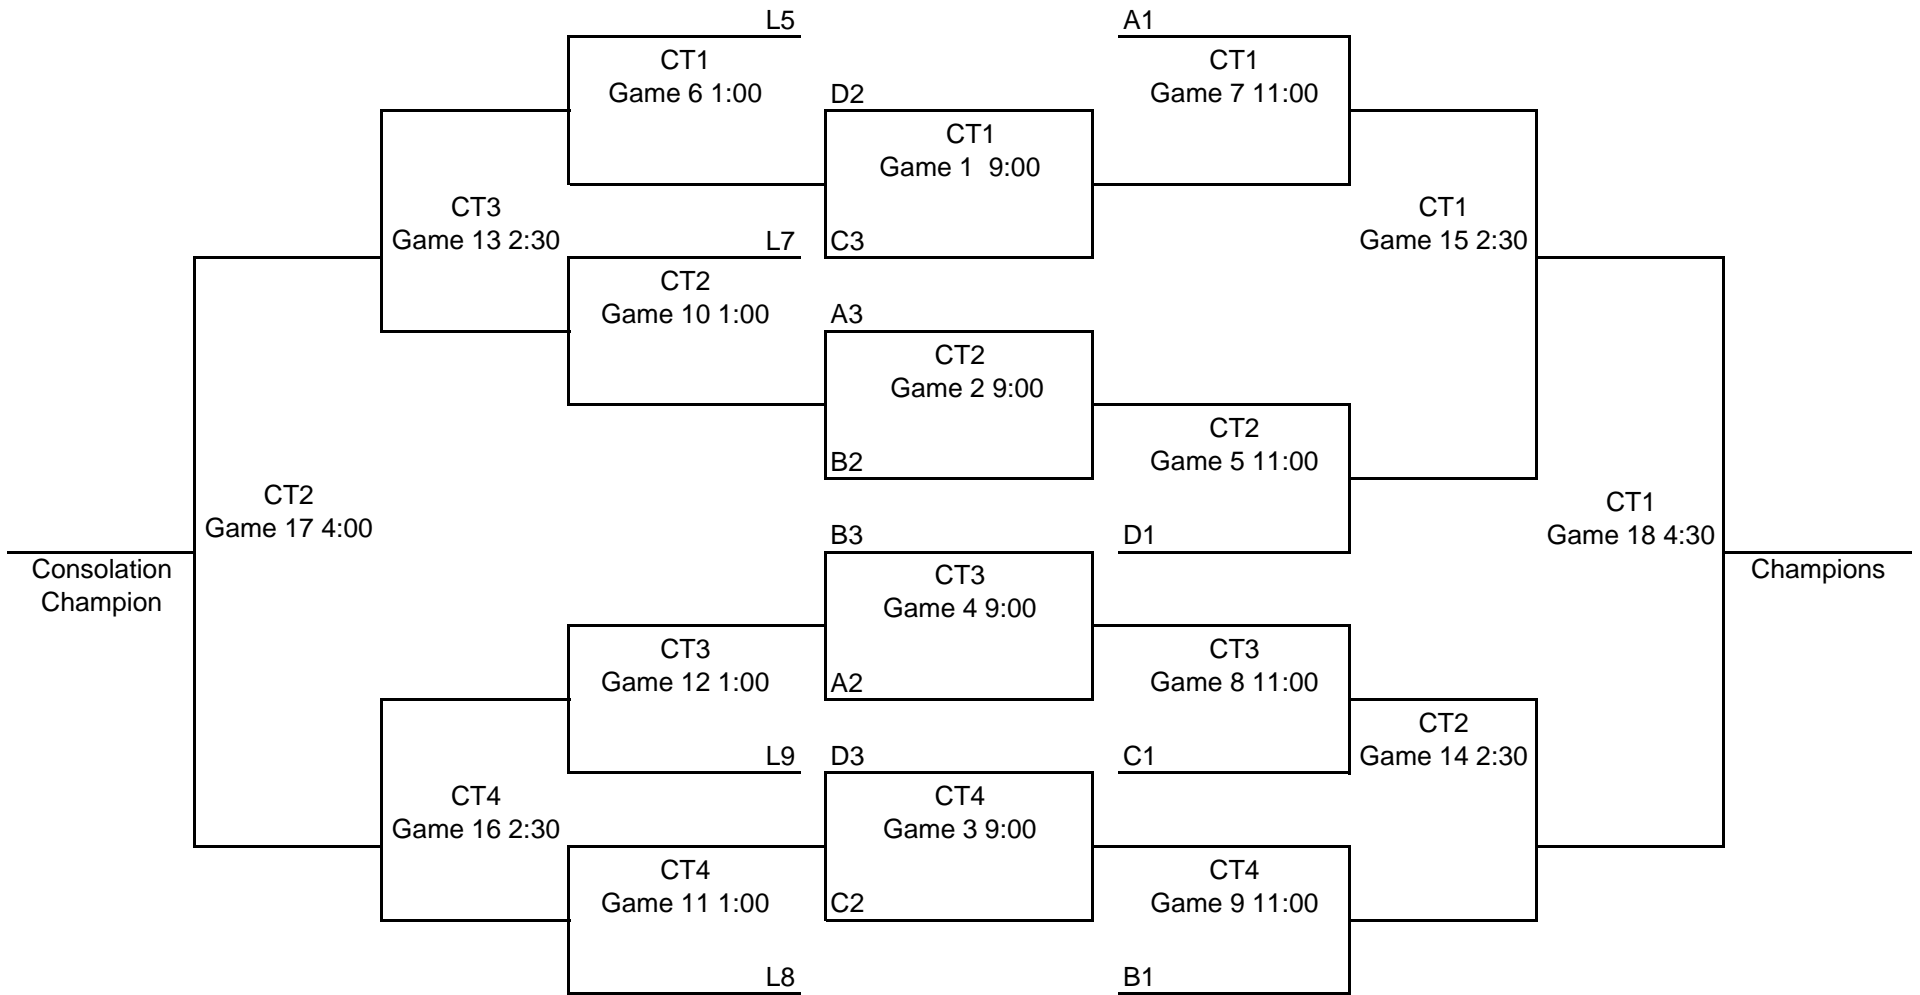 L5
A1
CT1
Game 6 1:00
CT1
Game 7 11:00
D2
CT1
Game 1  9:00
CT3
Game 13 2:30
CT1
Game 15 2:30
L7
C3
CT2
Game 10 1:00
A3
CT2
Game 2 9:00
CT2
Game 5 11:00
B2
CT2
Game 17 4:00
CT1
Game 18 4:30
B3
D1
Consolation
Champion
Champions
CT3
Game 4 9:00
CT3
Game 12 1:00
A2
CT3
Game 8 11:00
CT2
Game 14 2:30
L9
D3
C1
CT4
Game 16 2:30
CT4
Game 3 9:00
CT4
Game 11 1:00
C2
CT4
Game 9 11:00
L8
B1